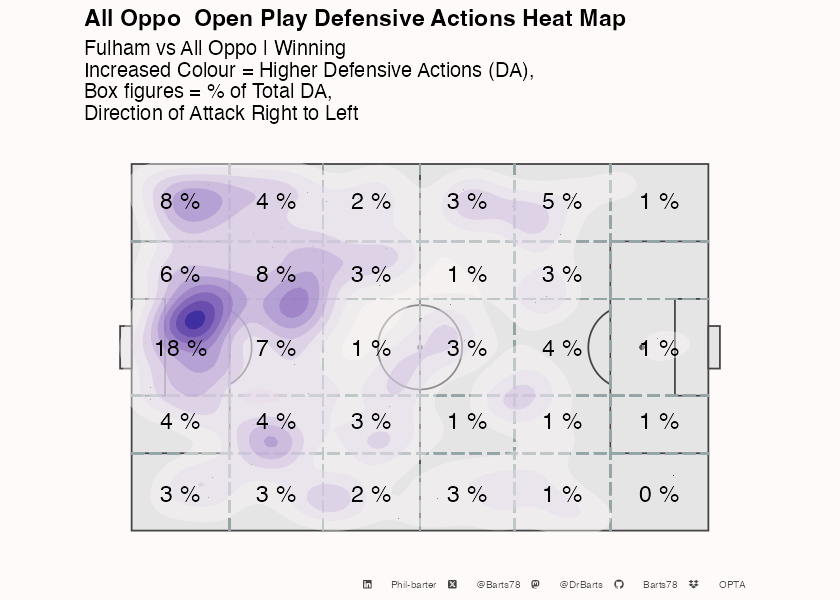 All Oppo  Open Play Defensive Actions Heat Map
Fulham vs All Oppo | Winning
Increased Colour = Higher Defensive Actions (DA),
Box figures = % of Total DA,
Direction of Attack Right to Left
8 % 4 % 2 % 3 % 5 % 1 %
6 % 8 % 3 % 1 % 3 %
18 % 7 % 1 % 3 % 4 % 1 %
4 % 4 % 3 % 1 % 1 % 1 %
3 % 3 % 2 % 3 % 1 % 0 %
Phil-barter @Barts78 @DrBarts Barts78 OPTA